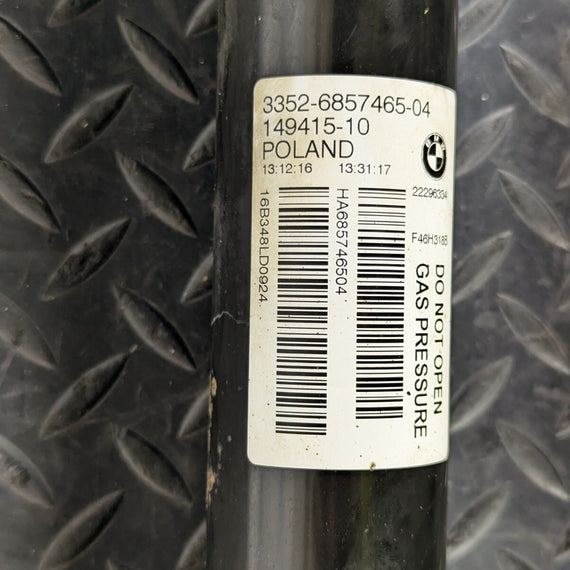 3352-6857465-04
149415-10
POLAND
13:12:16 13:31:17
BMW
22296334
F46H3185
16B348LD0924
HA685746504
DO NOT OPEN
GAS PRESSURE